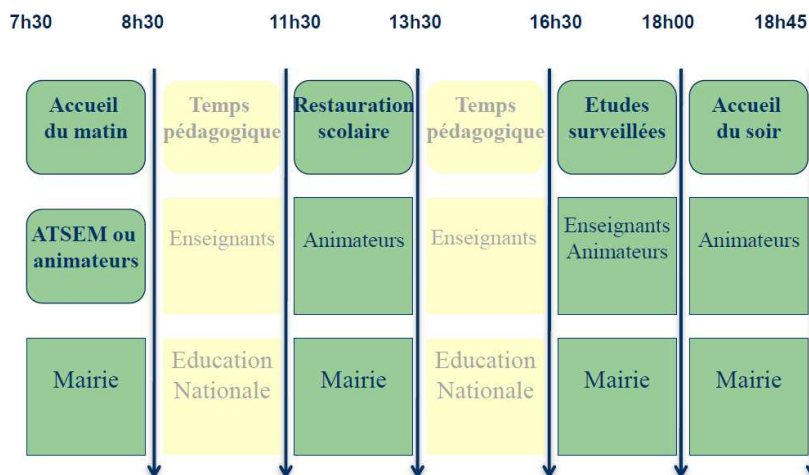 7h30 8h30 11h30 13h30 16h30 18h00 18h45
Accueil
du matin
Temps
pédagogique
Restauration
scolaire
Temps
pédagogique
Etudes
surveillées
Accueil
du soir
ATSEM ou
animateurs
Enseignants
Animateurs
Enseignants
Enseignants
Animateurs
Animateurs
Mairie
Education
Nationale
Mairie
Education
Nationale
Mairie
Mairie